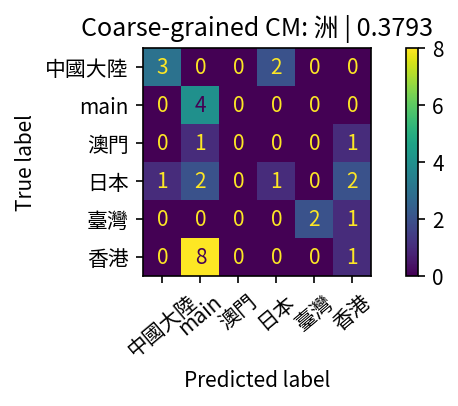 Coarse-grained CM: 洲 | 0.3793
True label
中國大陸 3 0 0 2 0 0
main 0 4 0 0 0 0
澳門 0 1 0 0 0 1
日本 1 2 0 1 0 2
臺灣 0 0 0 0 2 1
香港 0 8 0 0 0 1
中國大陸 main 澳門 日本 臺灣 香港
Predicted label
8
6
4
2
0